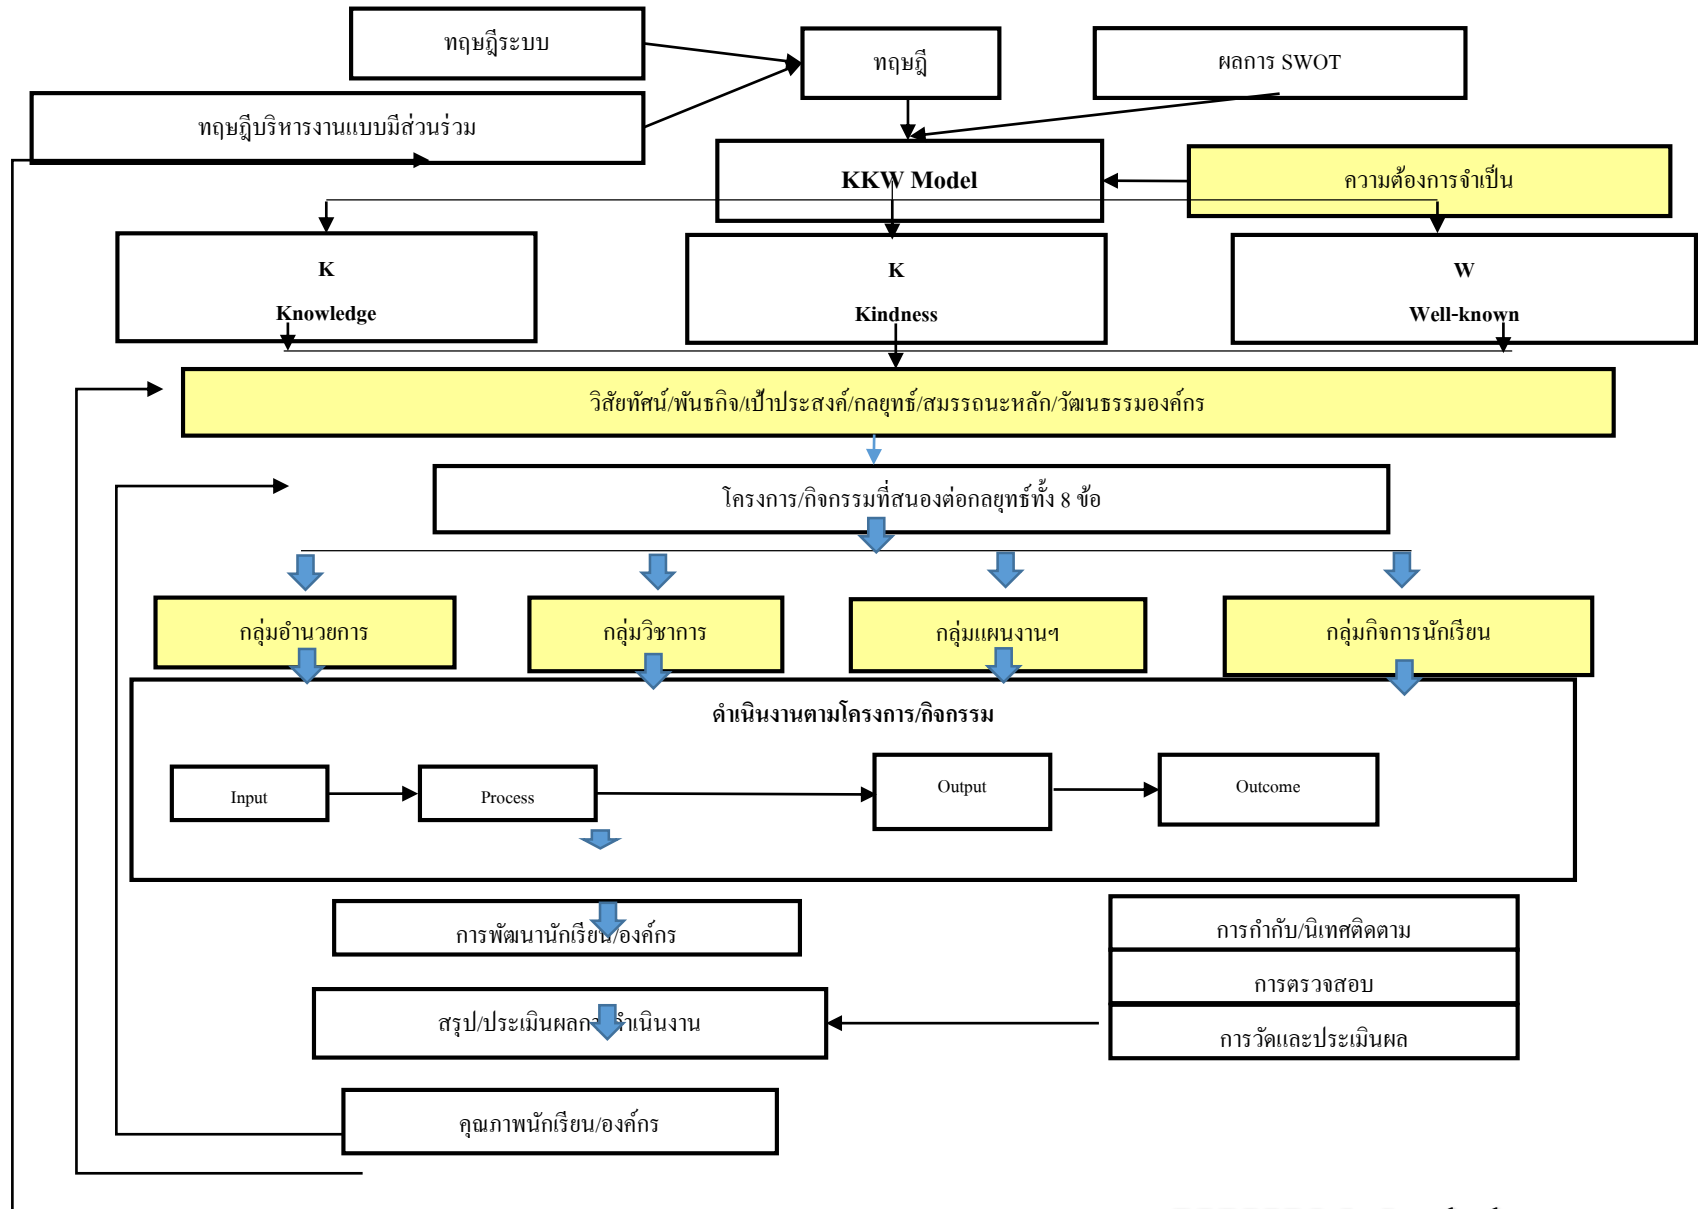 ทฤษฎีระบบ
ทฤษฎี
ผลการ SWOT
ทฤษฎีบริหารงานแบบมีส่วนร่วม
KKW Model
ความต้องการจำเป็น
K
Knowledge
K
Kindness
W
Well-known
วิสัยทัศน์/พันธกิจ/เป้าประสงค์/กลยุทธ์/สมรรถนะหลัก/วัฒนธรรมองค์กร
โครงการ/กิจกรรมที่สนองต่อกลยุทธ์ทั้ง 8 ข้อ
กลุ่มอำนวยการ
กลุ่มวิชาการ
กลุ่มแผนงานฯ
กลุ่มกิจการนักเรียน
ดำเนินงานตามโครงการ/กิจกรรม
Input
Process
Output
Outcome
การพัฒนานักเรียน/องค์กร
การกำกับ/นิเทศติดตาม
การตรวจสอบ
สรุป/ประเมินผลการดำเนินงาน
การวัดและประเมินผล
คุณภาพนักเรียน/องค์กร